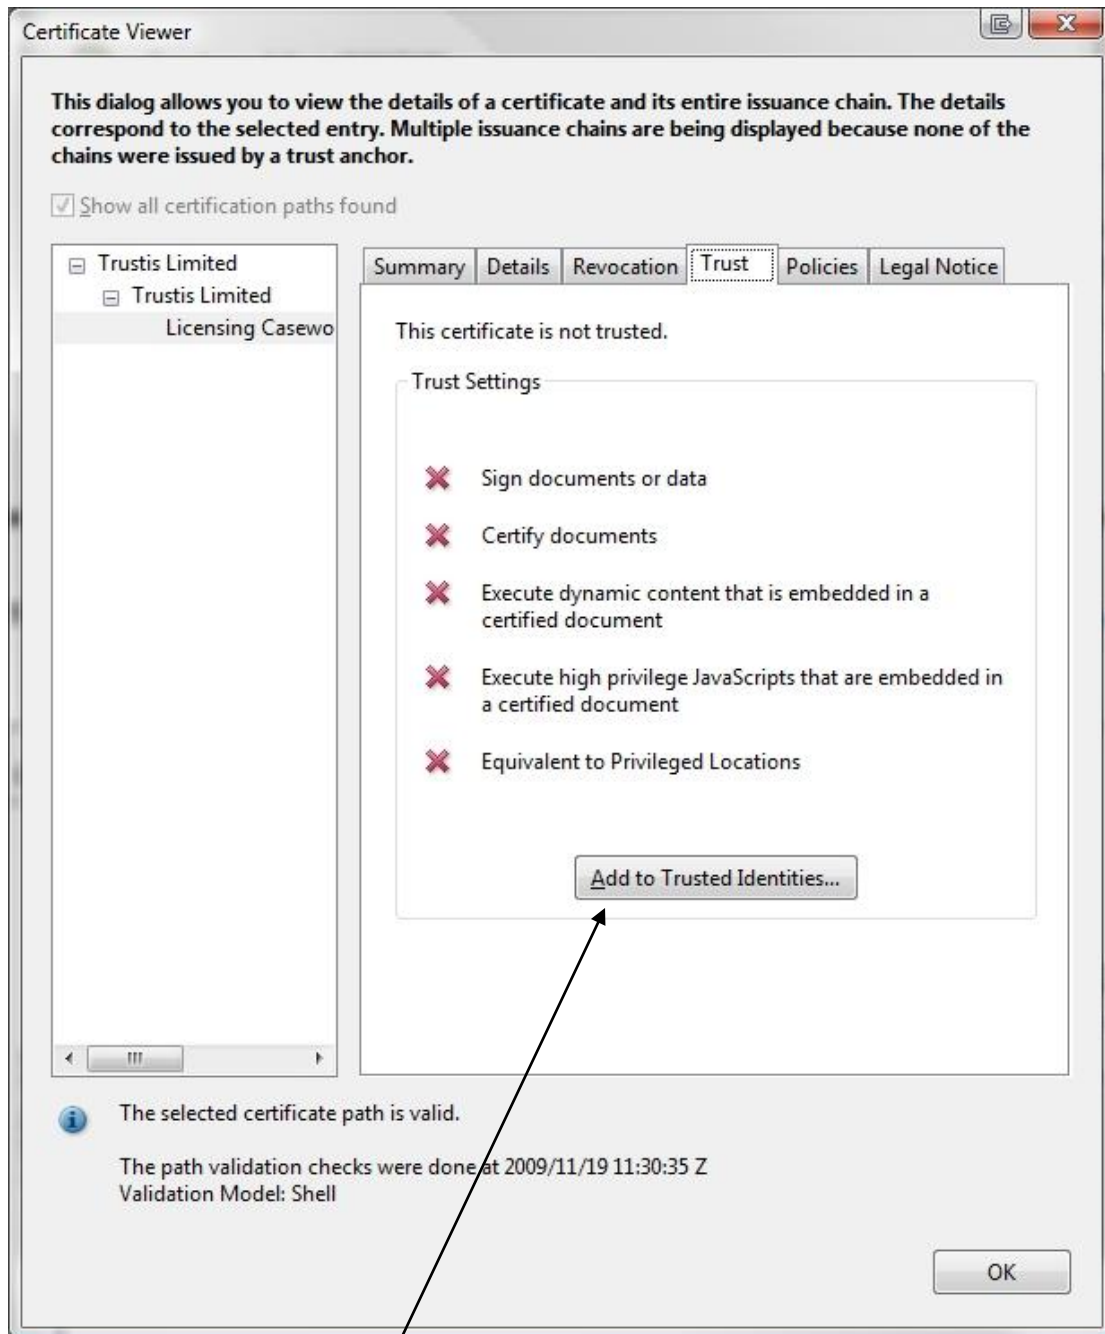 Certificate Viewer
This dialog allows you to view the details of a certificate and its entire issuance chain. The details
correspond to the selected entry. Multiple issuance chains are being displayed because none of the
chains were issued by a trust anchor.
Show all certification paths found
Trustis Limited
Trustis Limited
Licensing Casewo
Summary Details Revocation Trust Policies Legal Notice
This certificate is not trusted.
Trust Settings
Sign documents or data
Certify documents
Execute dynamic content that is embedded in a
certified document
Execute high privilege JavaScripts that are embedded in
a certified document
Equivalent to Privileged Locations
Add to Trusted Identities...
The selected certificate path is valid.
The path validation checks were done at 2009/11/19 11:30:35 Z
Validation Model: Shell
OK